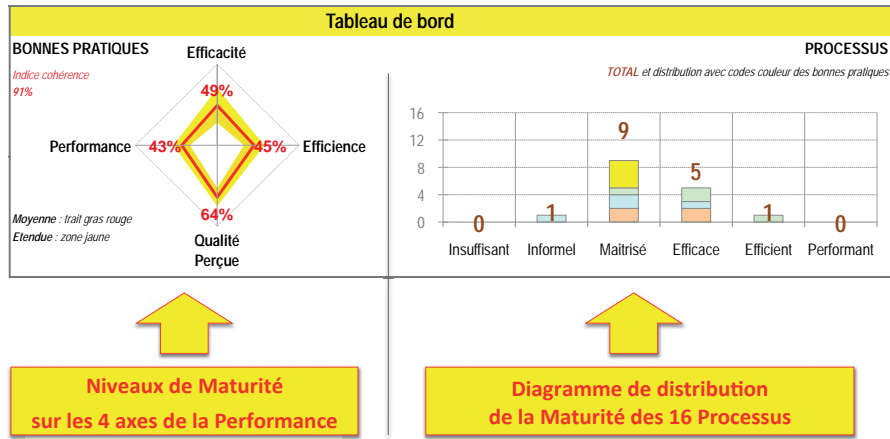 Tableau de bord
BONNES PRATIQUES
Indice cohérence
91%
Efficacité
49%
Performance
43%
45%
Efficience
64%
Qualité
Perçue
Moyenne : trait gras rouge
Etendue : zone jaune
PROCESSUS
TOTAL et distribution avec codes couleur des bonnes pratiques
16
12
8
4
0
0
1
9
5
1
0
Insuffisant
Informel
Maitrisé
Efficace
Efficient
Performant
Niveaux de Maturité
sur les 4 axes de la Performance
Diagramme de distribution
de la Maturité des 16 Processus